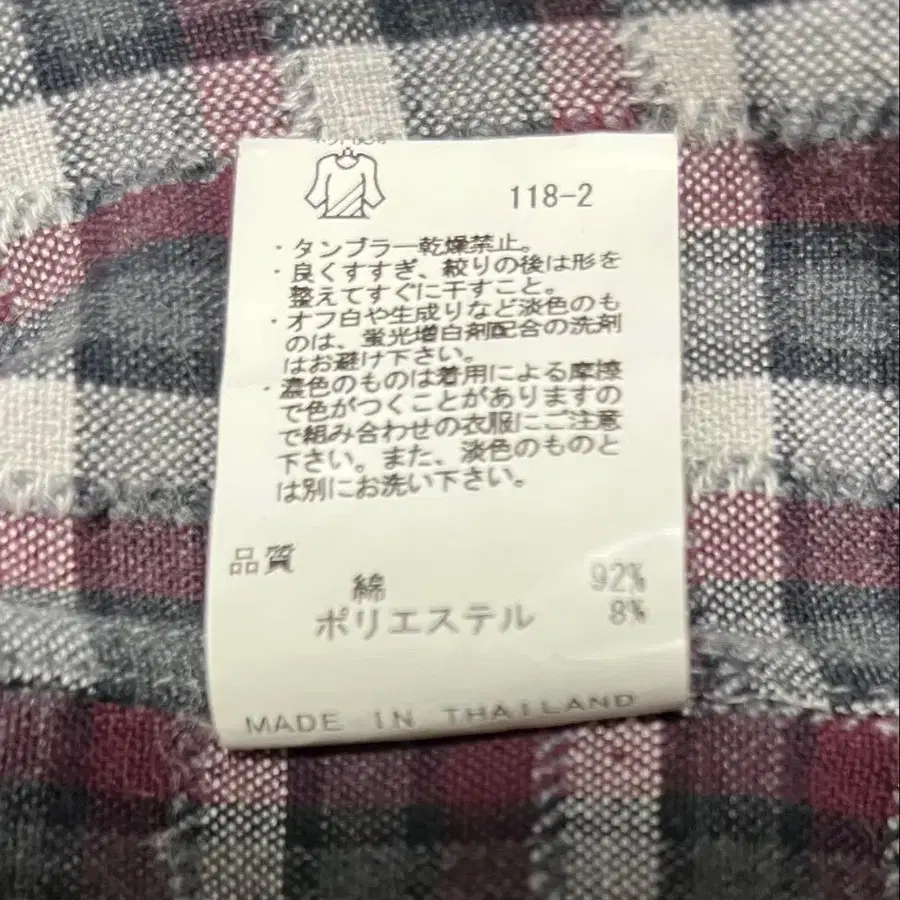 118-2
・タンブラー乾燥禁止。
・良くすすぎ、絞りの後は形を
整えてすぐに干すこと。
・オフ白や生成りなど淡色のも
のは、蛍光増白剤配合の洗剤
はお避け下さい。
・濃色のものは着用による摩擦
で色がつくことがありますの
で組み合わせの衣服にご注意
下さい。また、淡色のものと
は別にお洗い下さい。
品質
綿 92%
ポリエステル 8%
MADE IN THAILAND